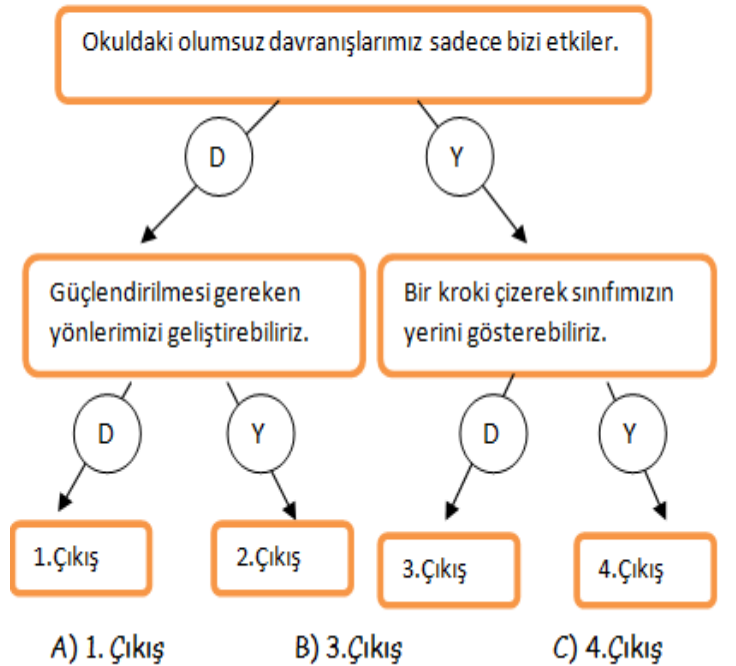 Okuldaki olumsuz davranışlarımız sadece bizi etkiler.
D
Y
Güçlendirilmesi gereken
yönlerimizi geliştirebiliriz.
Bir kroki çizerek sınıfımızın
yerini gösterebiliriz.
D
Y
D
Y
1.Çıkış
2.Çıkış
3.Çıkış
4.Çıkış
A) 1. Çıkış B) 3.Çıkış C) 4.Çıkış